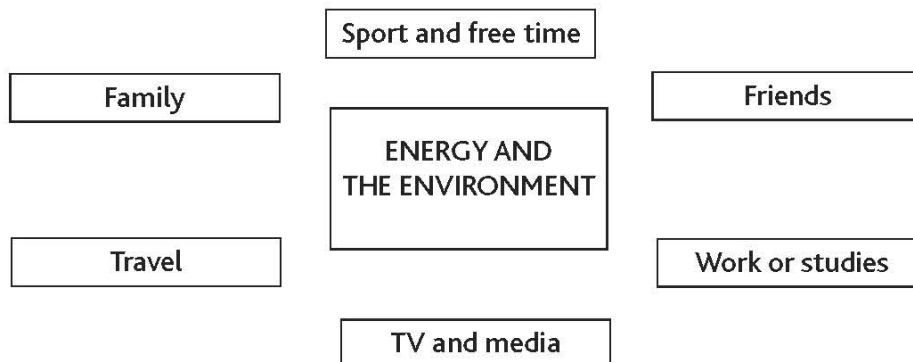 Sport and free time
Family
Friends
ENERGY AND
THE ENVIRONMENT
Travel
Work or studies
TV and media